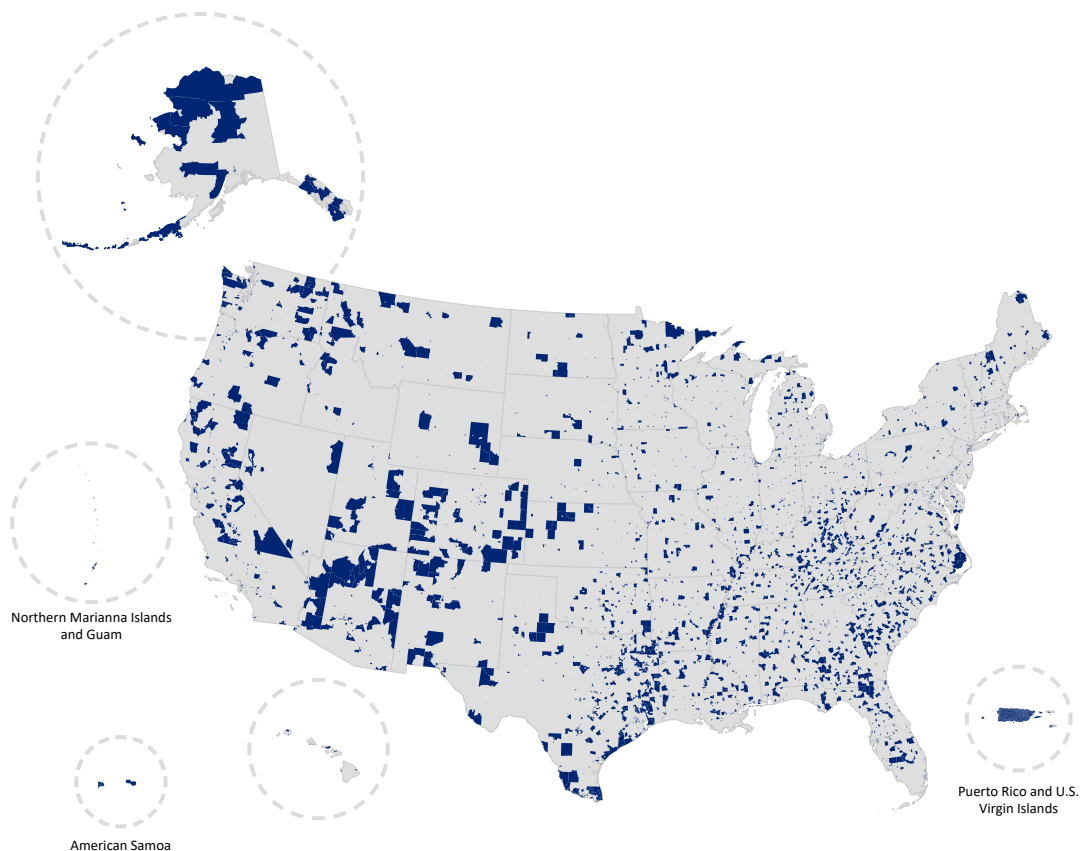 Northern Marianna Islands
and Guam
American Samoa
Puerto Rico and U.S.
Virgin Islands